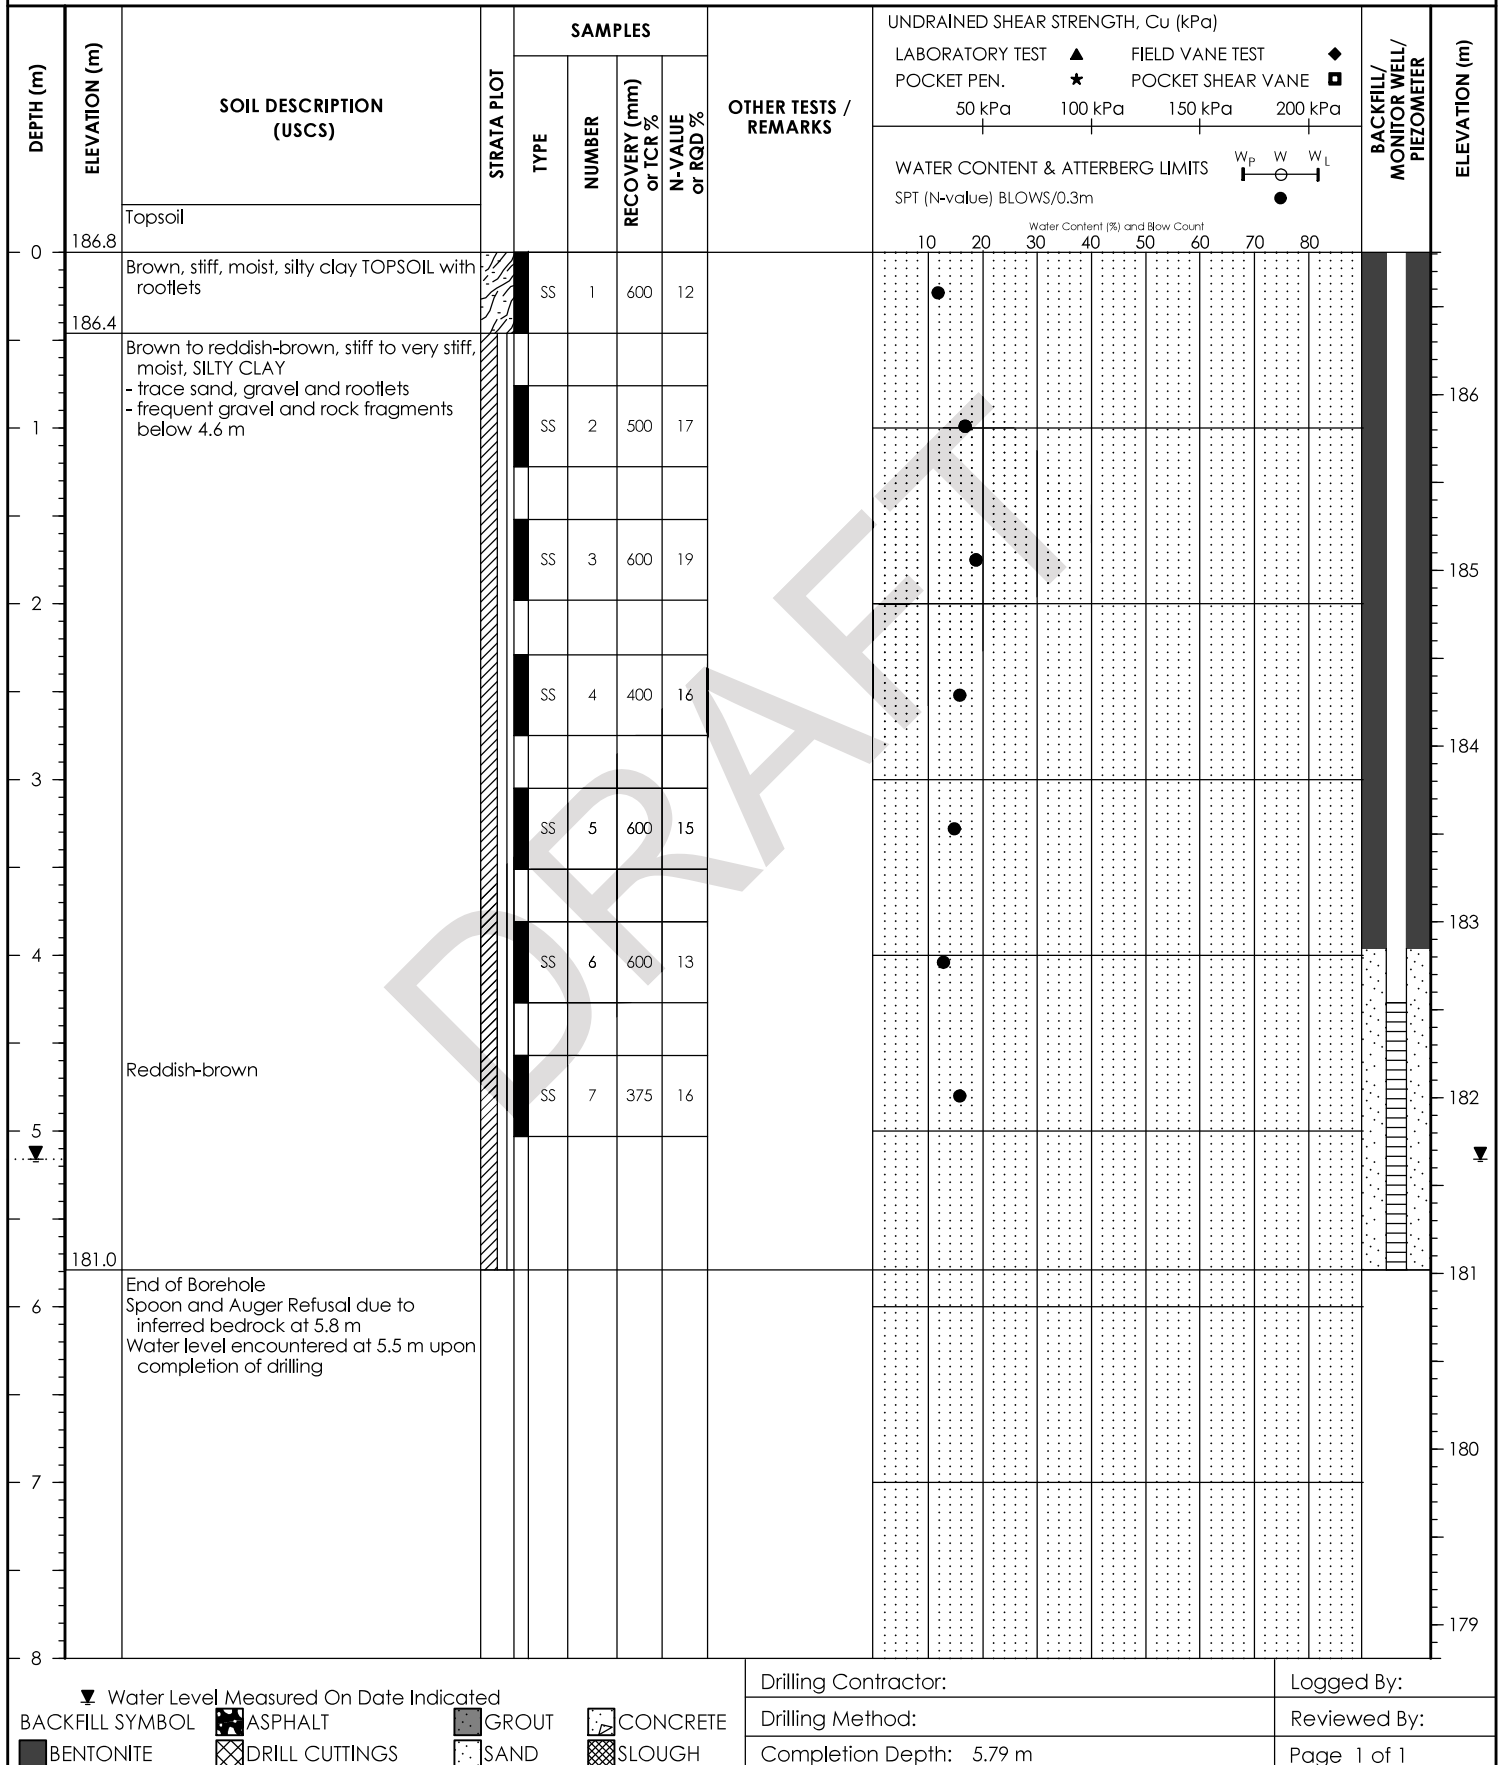 DEPTH (m)
ELEVATION (m)
SOIL DESCRIPTION
(USCS)
STRATA PLOT
SAMPLES
TYPE
NUMBER
RECOVERY (mm)
or TCR %
N-VALUE
or RQD %
OTHER TESTS /
REMARKS
UNDRAINED SHEAR STRENGTH, Cu (kPa)
LABORATORY TEST ▲ FIELD VANE TEST ◆
POCKET PEN. ★ POCKET SHEAR VANE
50 kPa 100 kPa 150 kPa 200 kPa
WATER CONTENT & ATTERBERG LIMITS WP W WL
SPT (N-value) BLOWS/0.3m ●
Water Content (%) and Blow Count
10 20 30 40 50 60 70 80
BACKFILL/
MONITOR WELL/
PIEZOMETER
ELEVATION (m)
Topsoil
0 186.8
Brown, stiff, moist, silty clay TOPSOIL with
rootlets
SS 1 600 12
186.4
Brown to reddish-brown, stiff to very stiff,
moist, SILTY CLAY
- trace sand, gravel and rootlets
- frequent gravel and rock fragments
below 4.6 m
186
1
SS 2 500 17
SS 3 600 19
185
2
SS 4 400 16
184
3
SS 5 600 15
183
4
SS 6 600 13
Reddish-brown
SS 7 375 16
182
5
181.0
181
End of Borehole
Spoon and Auger Refusal due to
inferred bedrock at 5.8 m
Water level encountered at 5.5 m upon
completion of drilling
6
180
7
179
8
DRAFT
Water Level Measured On Date Indicated
BACKFILL SYMBOL ASPHALT GROUT CONCRETE
BENTONITE DRILL CUTTINGS SAND SLOUGH
Drilling Contractor:
Logged By:
Drilling Method:
Reviewed By:
Completion Depth: 5.79 m
Page 1 of 1